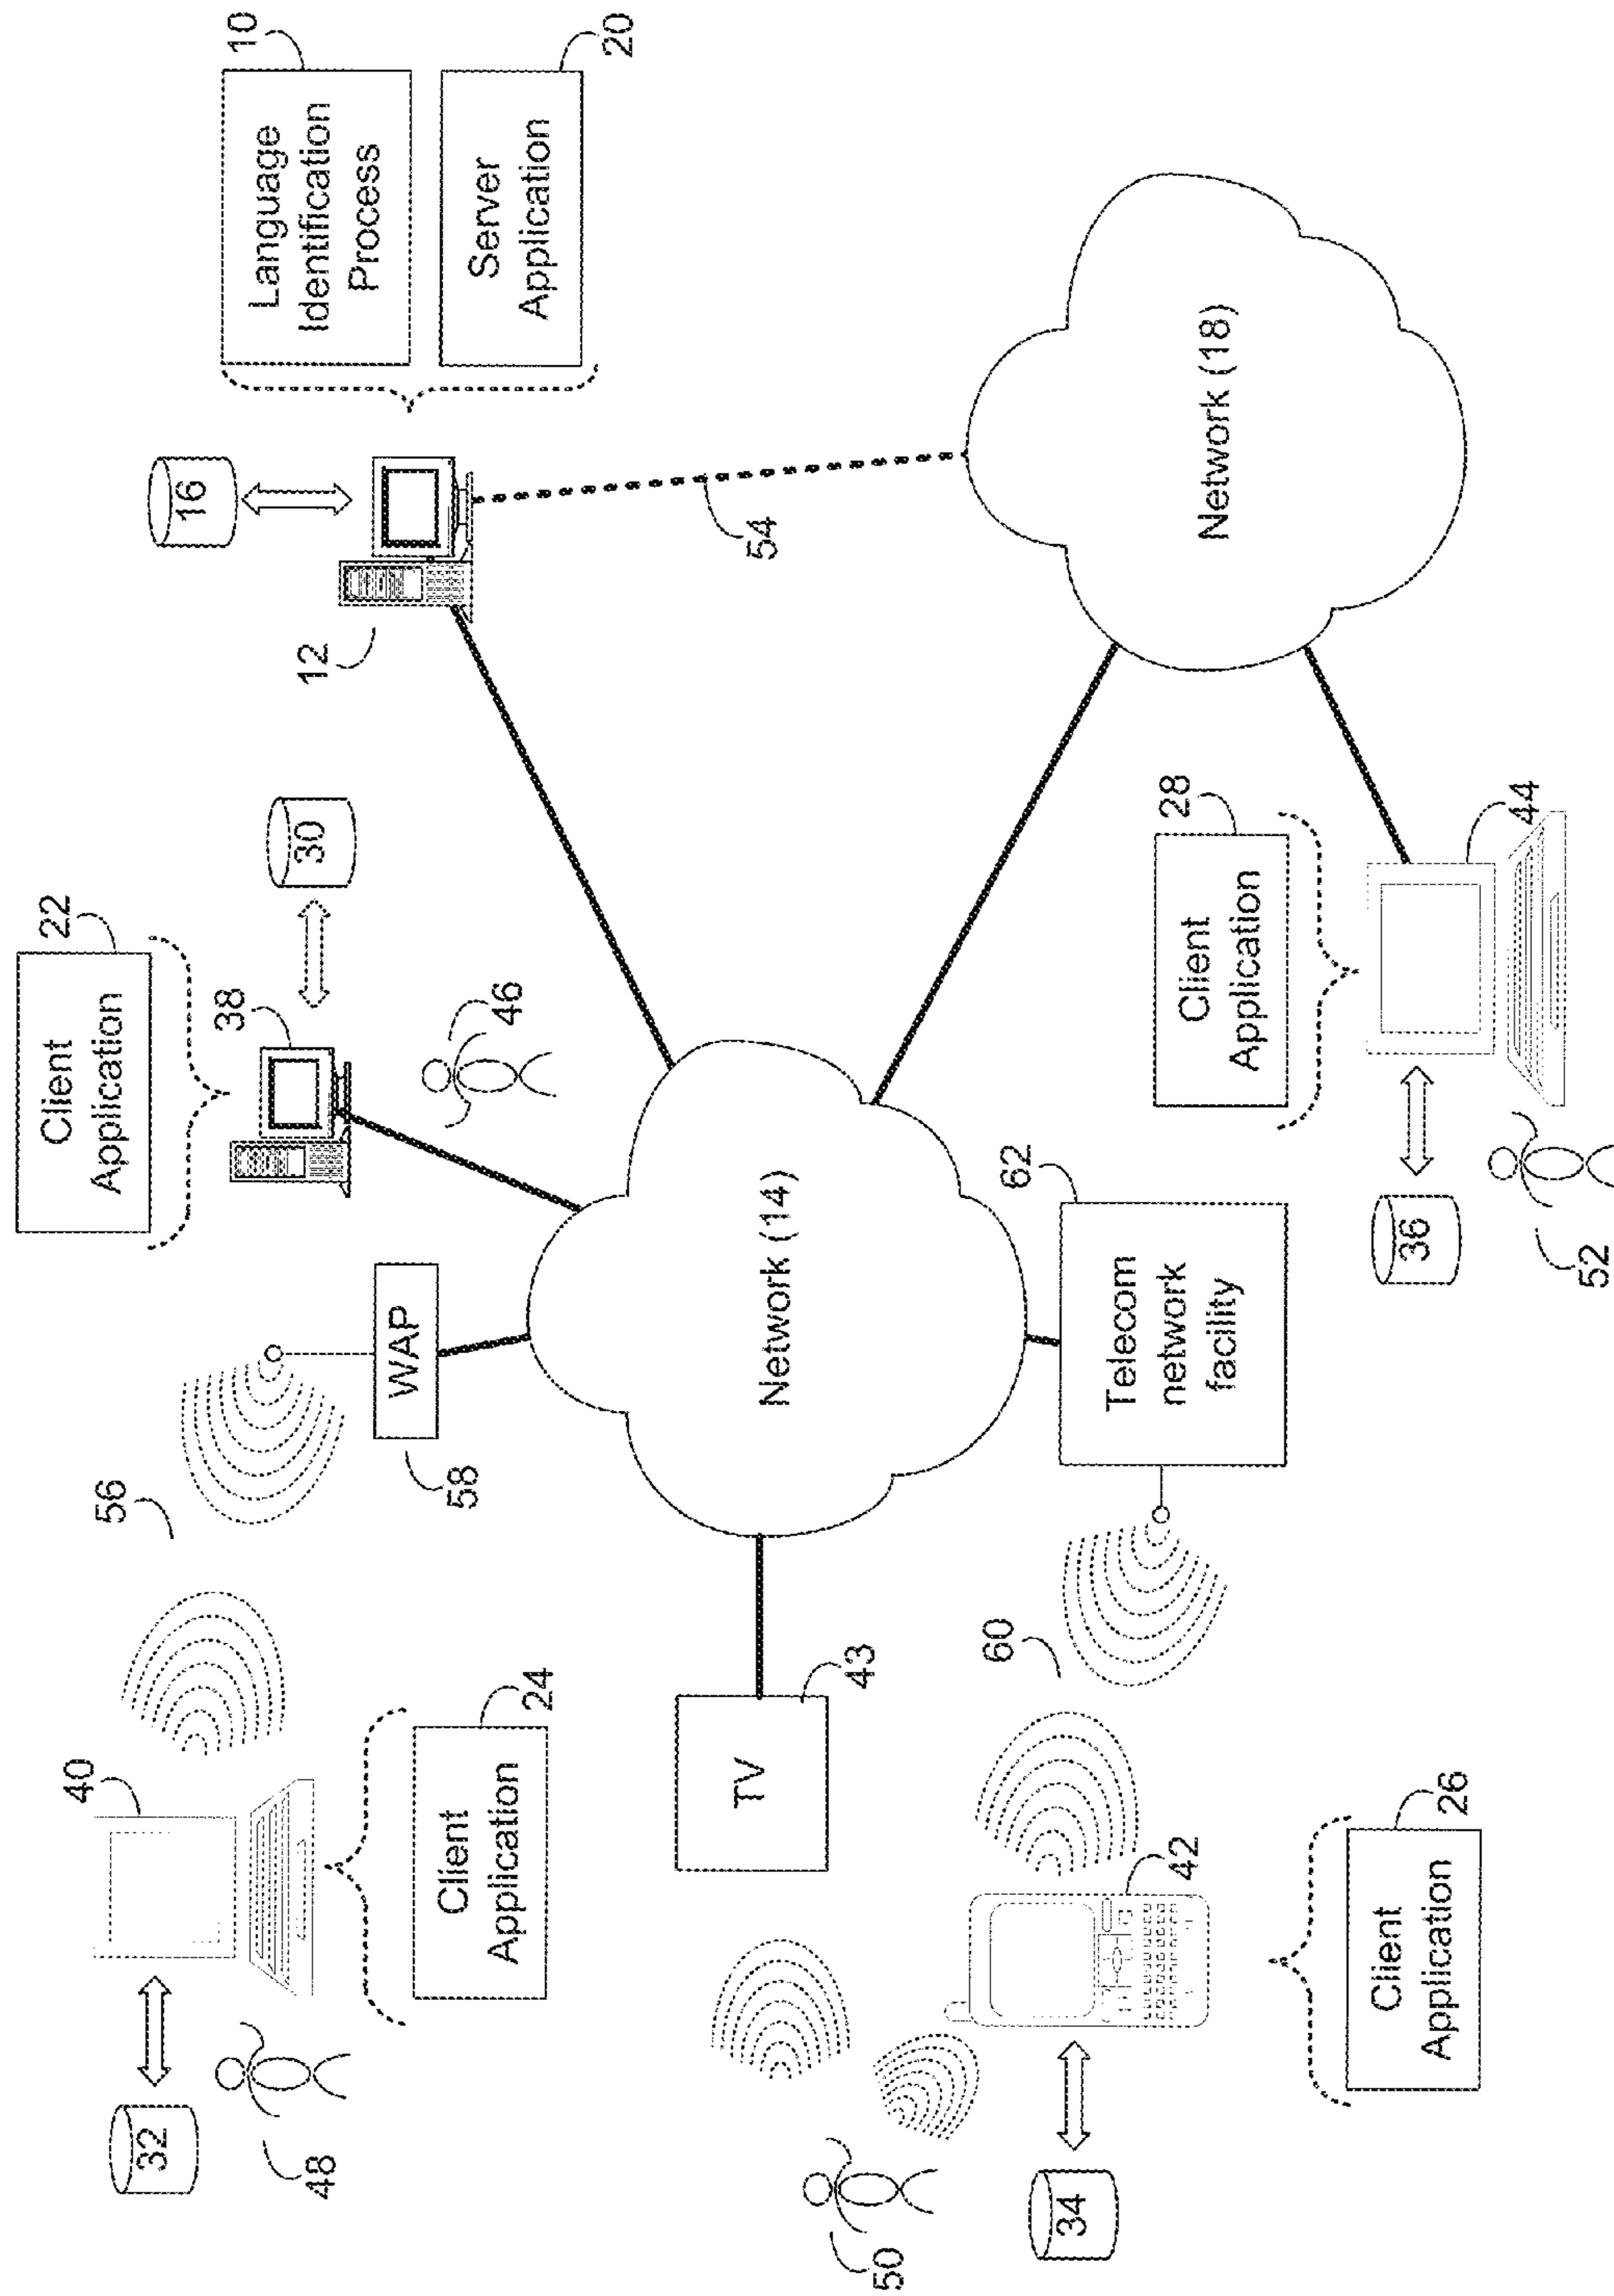 Client
Application
22
40
56
32
16
10
Language
Identification
Process
38
30
48
12
46
WAP
58
Client
Application
24
Server
Application
20
TV
43
Network (14)
54
50
60
62
34
42
Telecom
network
facility
28
Client
Application
Network (18)
Client
Application
26
36
44
52